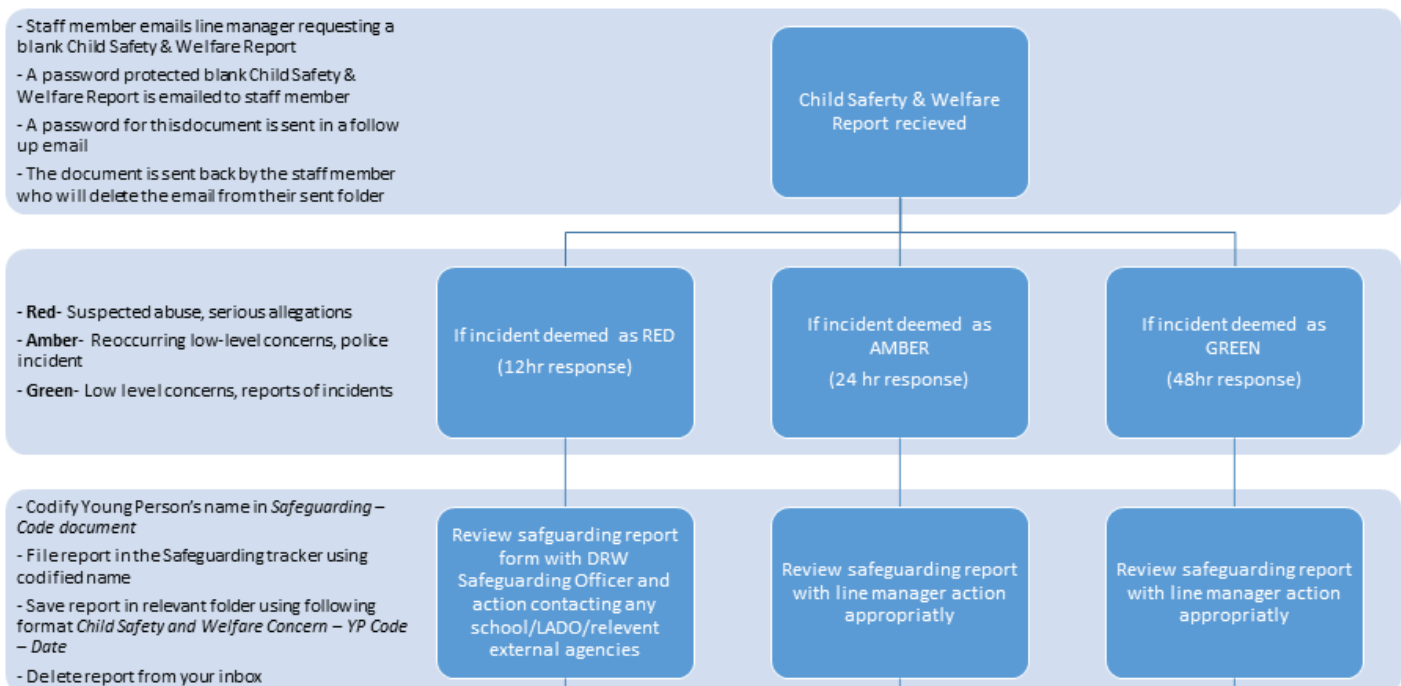 - Staff member emails line manager requesting a
blank Child Safety & Welfare Report
- A password protected blank Child Safety &
Welfare Report is emailed to staff member
- A password for this document is sent in a follow
up email
- The document is sent back by the staff member
who will delete the email from their sent folder
Child Saferty & Welfare
Report recieved
- Red- Suspected abuse, serious allegations
- Amber- Reoccurring low-level concerns, police
incident
- Green- Low level concerns, reports of incidents
If incident deemed as RED
(12hr response)
If incident deemed as
AMBER
(24 hr response)
If incident deemed as
GREEN
(48hr response)
- Codify Young Person's name in Safeguarding –
Code document
- File report in the Safeguarding tracker using
codified name
- Save report in relevant folder using following
format Child Safety and Welfare Concern – YP Code
– Date
- Delete report from your inbox
Review safguarding report
form with DRW
Safeguarding Officer and
action contacting any
school/LADO/relevent
external agencies
Review safeguarding report
with line manager action
appropriatly
Review safeguarding report
with line manager action
appropriatly